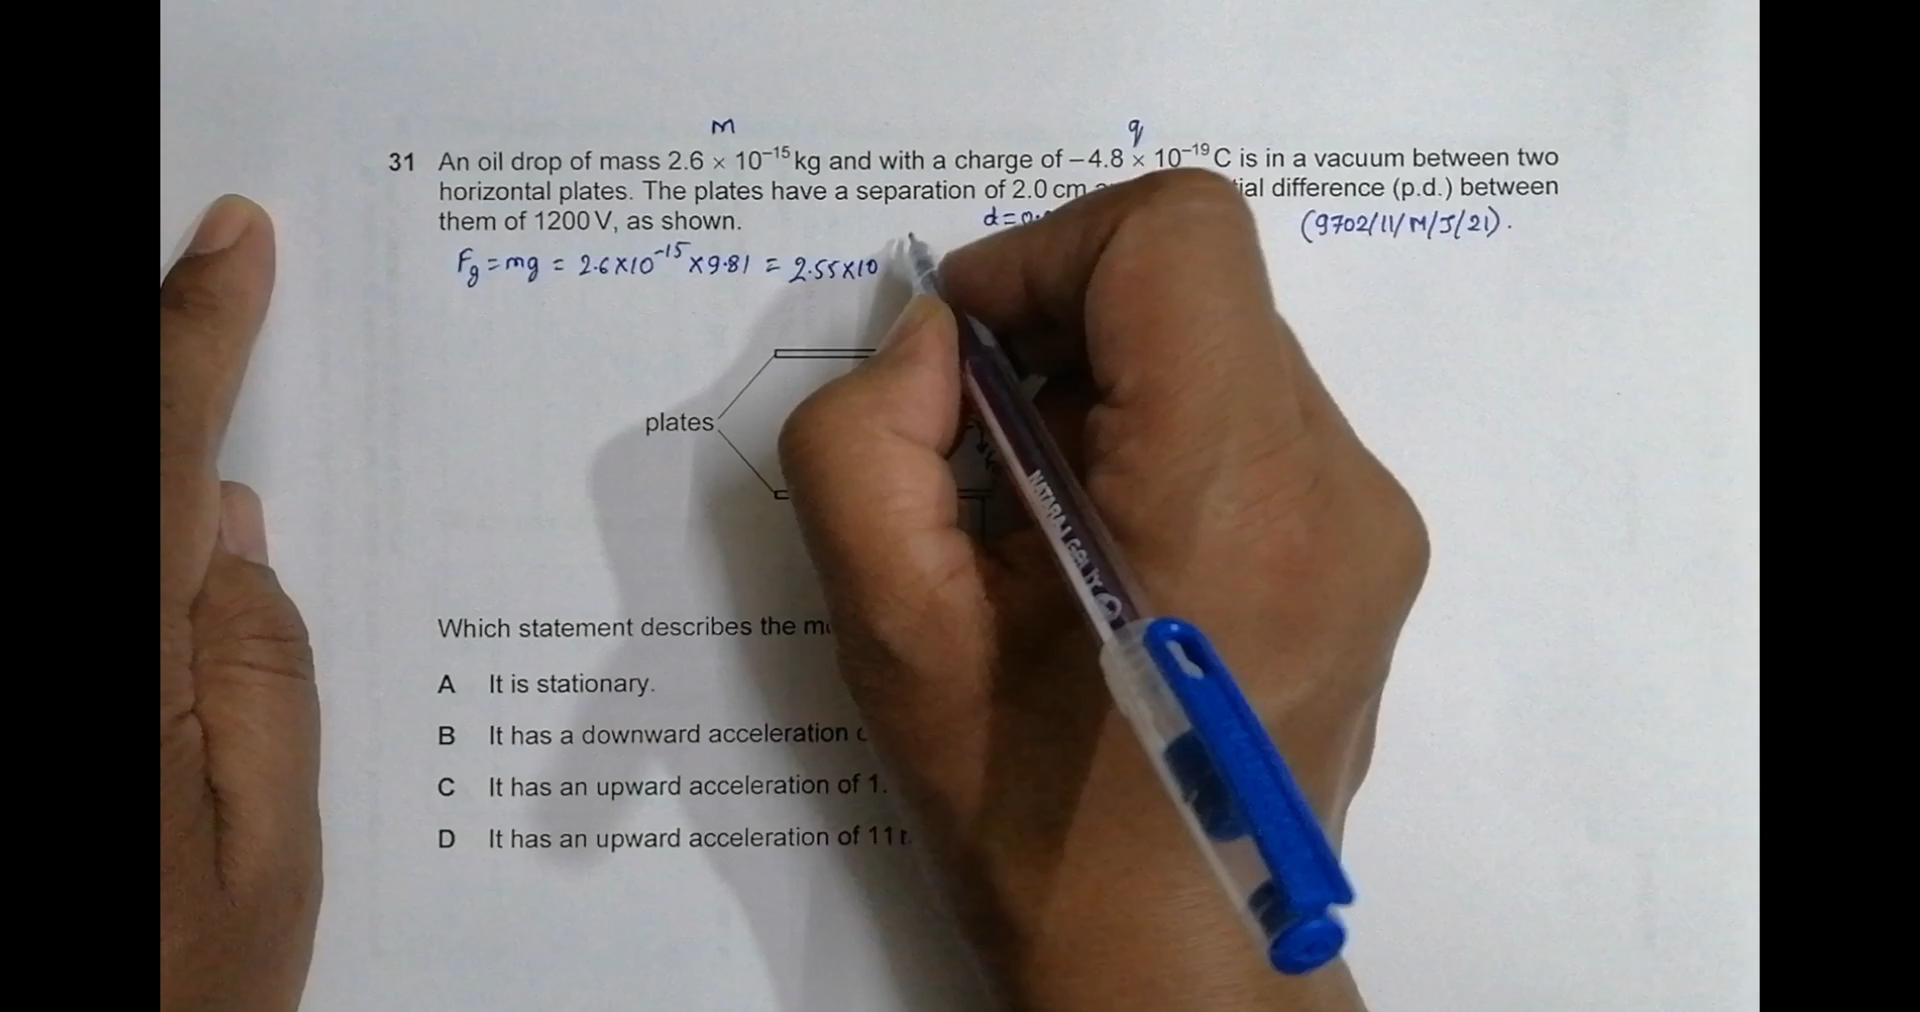 m
q
31 An oil drop of mass 2.6 × 10⁻¹⁵ kg and with a charge of –4.8 × 10⁻¹⁹ C is in a vacuum between two
horizontal plates. The plates have a separation of 2.0 cm difference (p.d.) between
them of 1200 V, as shown.
d=0.
(9702/11/M/J/21).
Fg = mg = 2.6×10⁻¹⁵ ×9.81 = 2.55×10
plates
Which statement describes the
A It is stationary.
B It has a downward acceleration
C It has an upward acceleration of 1.
D It has an upward acceleration of 11
NATARAJ GELIX